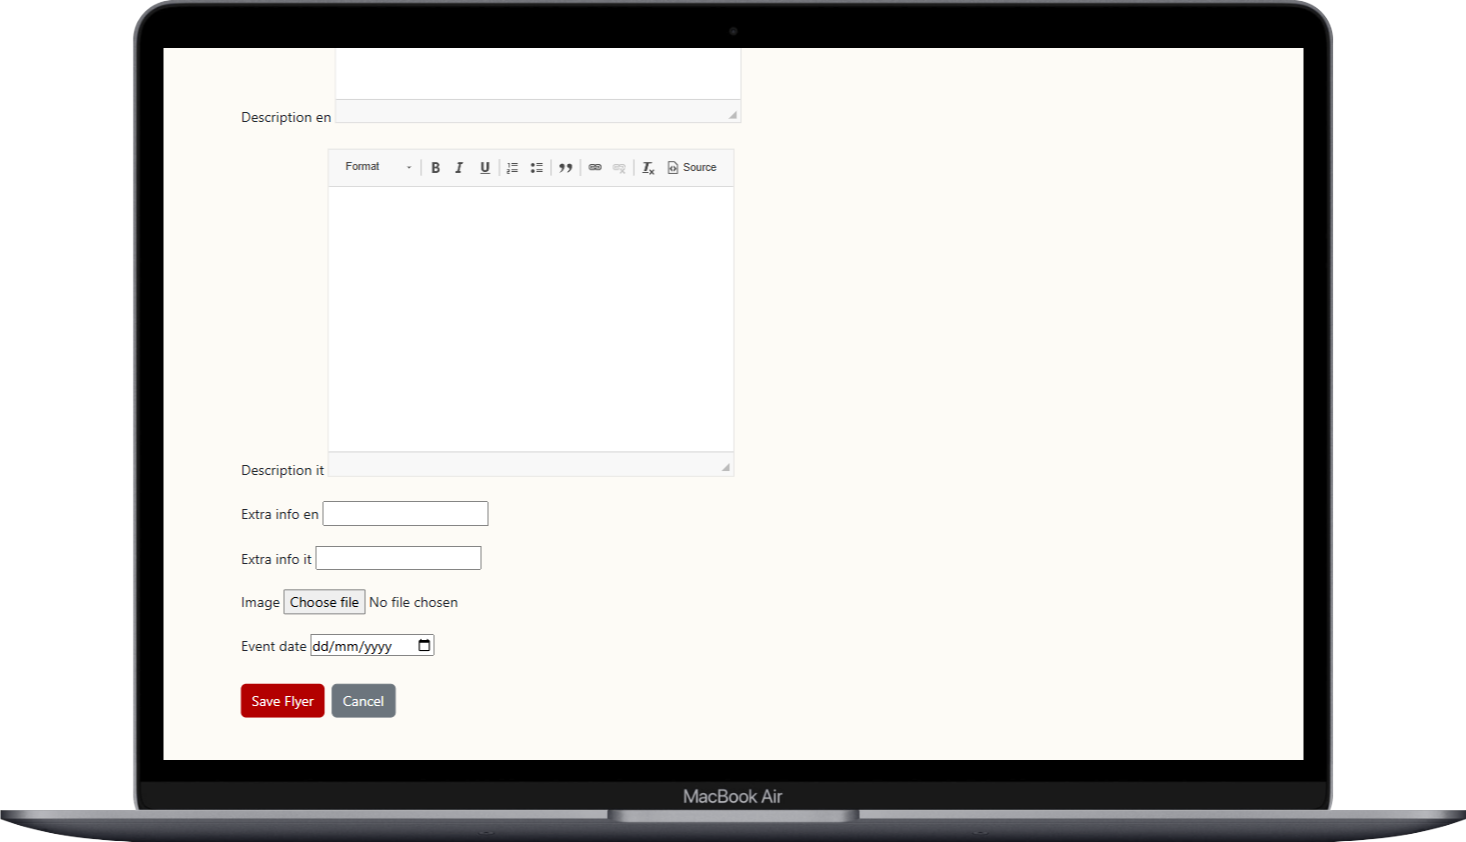 Description en
Format B I U Source
Description it
Extra info en
Extra info it
Image Choose file No file chosen
Event date dd/mm/yyyy
Save Flyer Cancel
MacBook Air